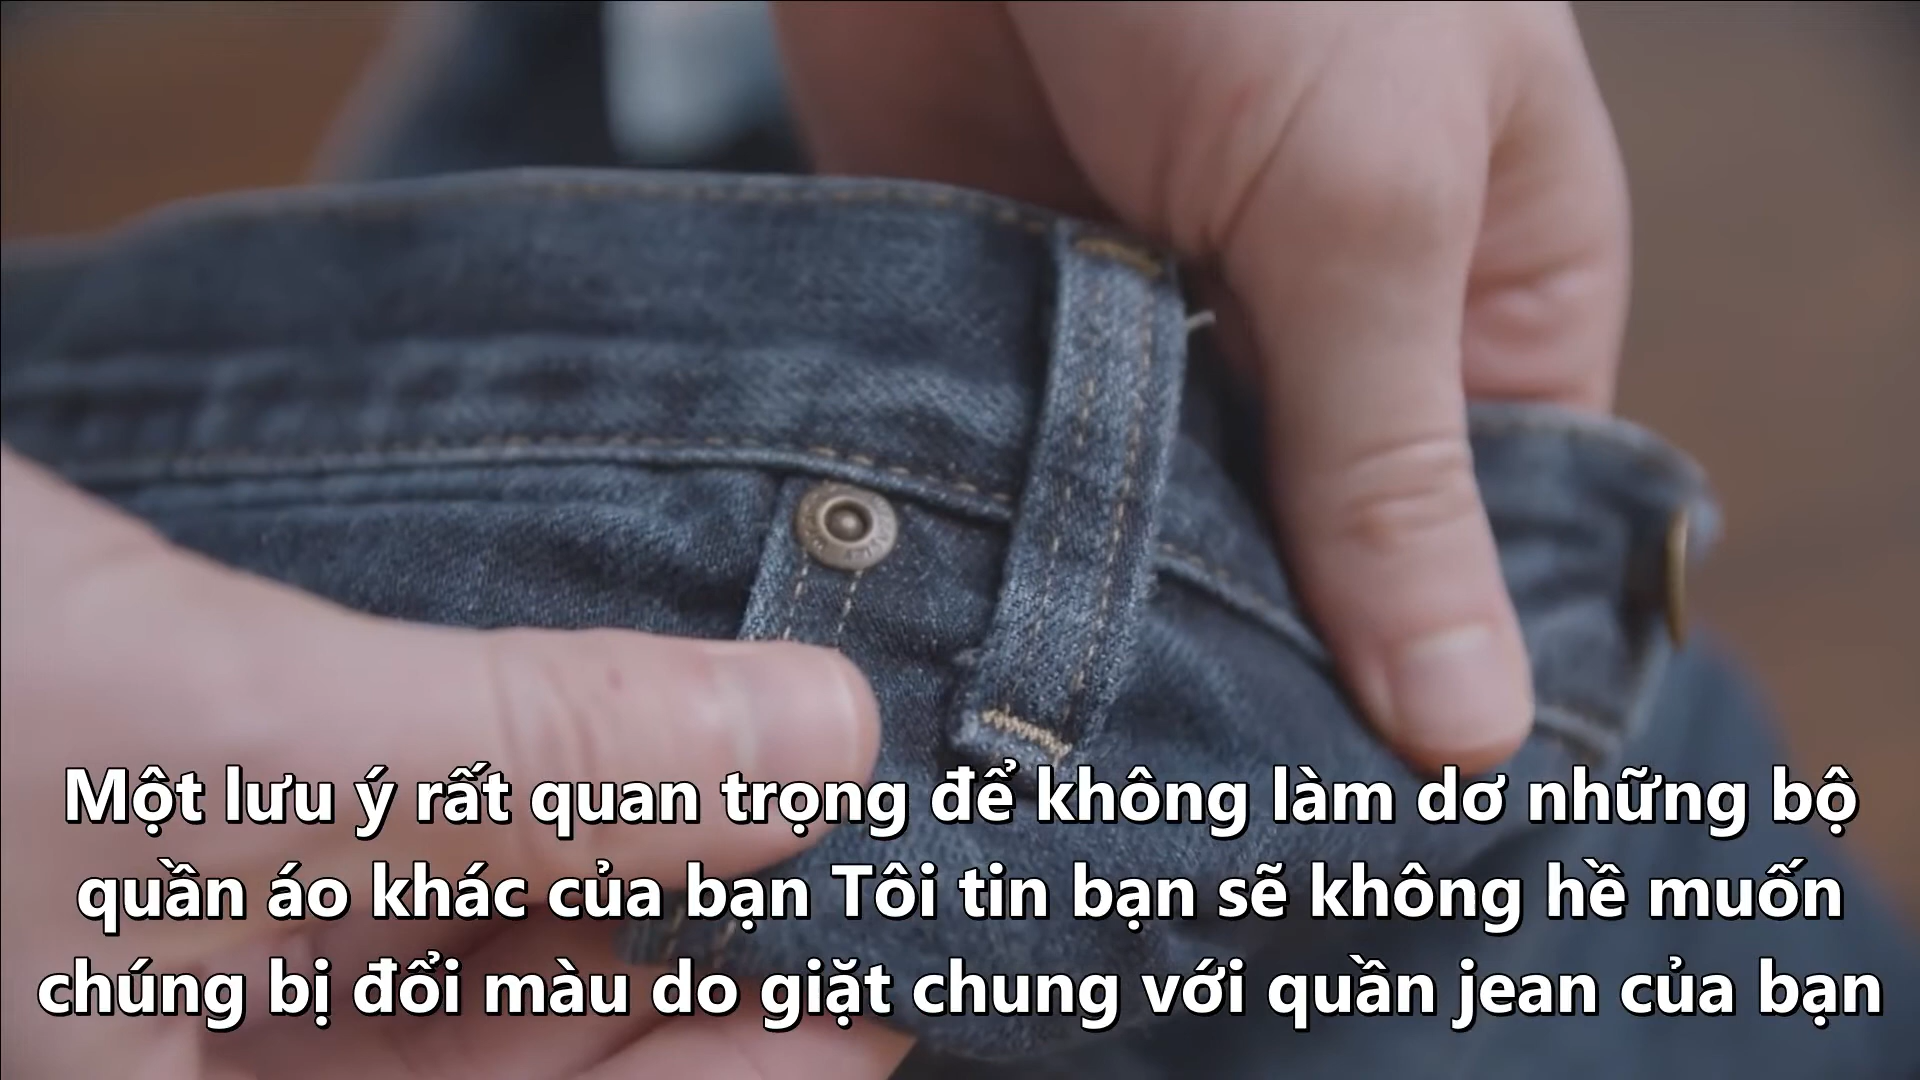 Một lưu ý rất quan trọng để không làm dơ những bộ
quần áo khác của bạn Tôi tin bạn sẽ không hề muốn
chúng bị đổi màu do giặt chung với quần jean của bạn